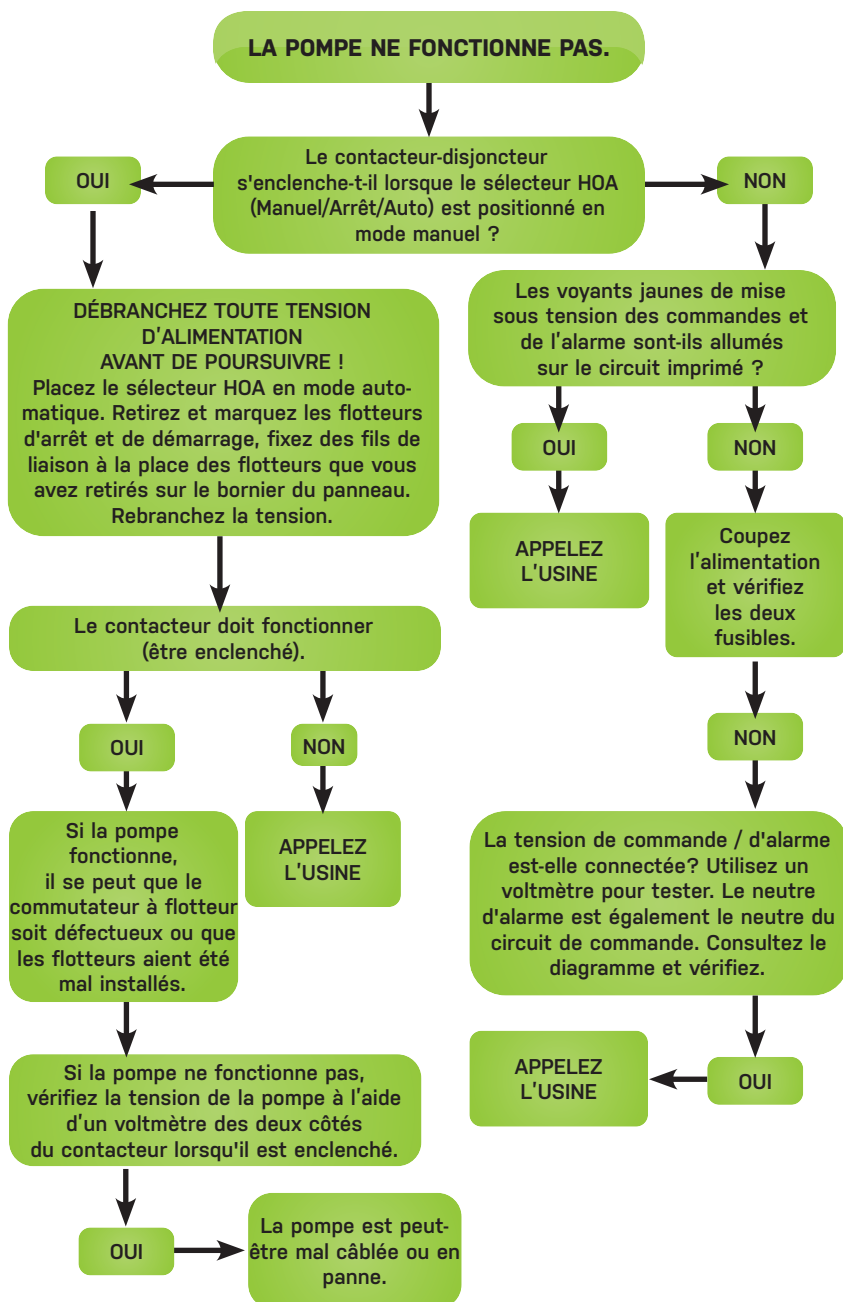 LA POMPE NE FONCTIONNE PAS.
Le contacteur-disjoncteur
s'enclenche-t-il lorsque le sélecteur HOA
(Manuel/Arrêt/Auto) est positionné en
mode manuel ?
OUI
NON
DÉBRANCHEZ TOUTE TENSION
D'ALIMENTATION
AVANT DE POURSUIVRE !
Placez le sélecteur HOA en mode auto-
matique. Retirez et marquez les flotteurs
d'arrêt et de démarrage, fixez des fils de
liaison à la place des flotteurs que vous
avez retirés sur le bornier du panneau.
Rebranchez la tension.
Le contacteur doit fonctionner
(être enclenché).
OUI
NON
Si la pompe
fonctionne,
il se peut que le
commutateur à flotteur
soit défectueux ou que
les flotteurs aient été
mal installés.
APPELEZ
L'USINE
Si la pompe ne fonctionne pas,
vérifiez la tension de la pompe à l'aide
d'un voltmètre des deux côtés
du contacteur lorsqu'il est enclenché.
OUI
La pompe est peut-
être mal câblée ou en
panne.
Les voyants jaunes de mise
sous tension des commandes et
de l'alarme sont-ils allumés
sur le circuit imprimé ?
OUI
NON
APPELEZ
L'USINE
Coupez
l'alimentation
et vérifiez
les deux
fusibles.
NON
La tension de commande / d'alarme
est-elle connectée? Utilisez un
voltmètre pour tester. Le neutre
d'alarme est également le neutre du
circuit de commande. Consultez le
diagramme et vérifiez.
OUI
APPELEZ
L'USINE